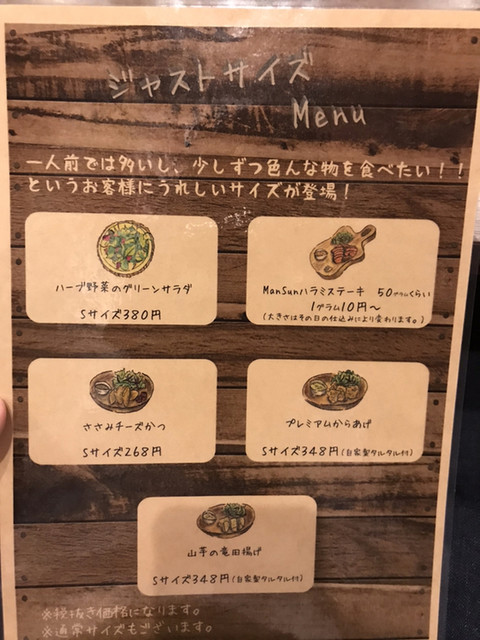 ジャストサイズ
Menu
一人前では多いし、少しずつ色んな物を食べたい！！
というお客様にうれしいサイズが登場！
ハーブ野菜のグリーンサラダ
Sサイズ380円
ManSunハラミステーキ 50グラムくらい
1グラム10円〜
(大きさはその日の仕込みにより変わります。)
ささみチーズかつ
Sサイズ268円
プレミアムからあげ
Sサイズ348円(自家製タルタル付)
山芋の竜田揚げ
Sサイズ348円(自家製タルタル付)
※税抜き価格になります。
※通常サイズもございます。